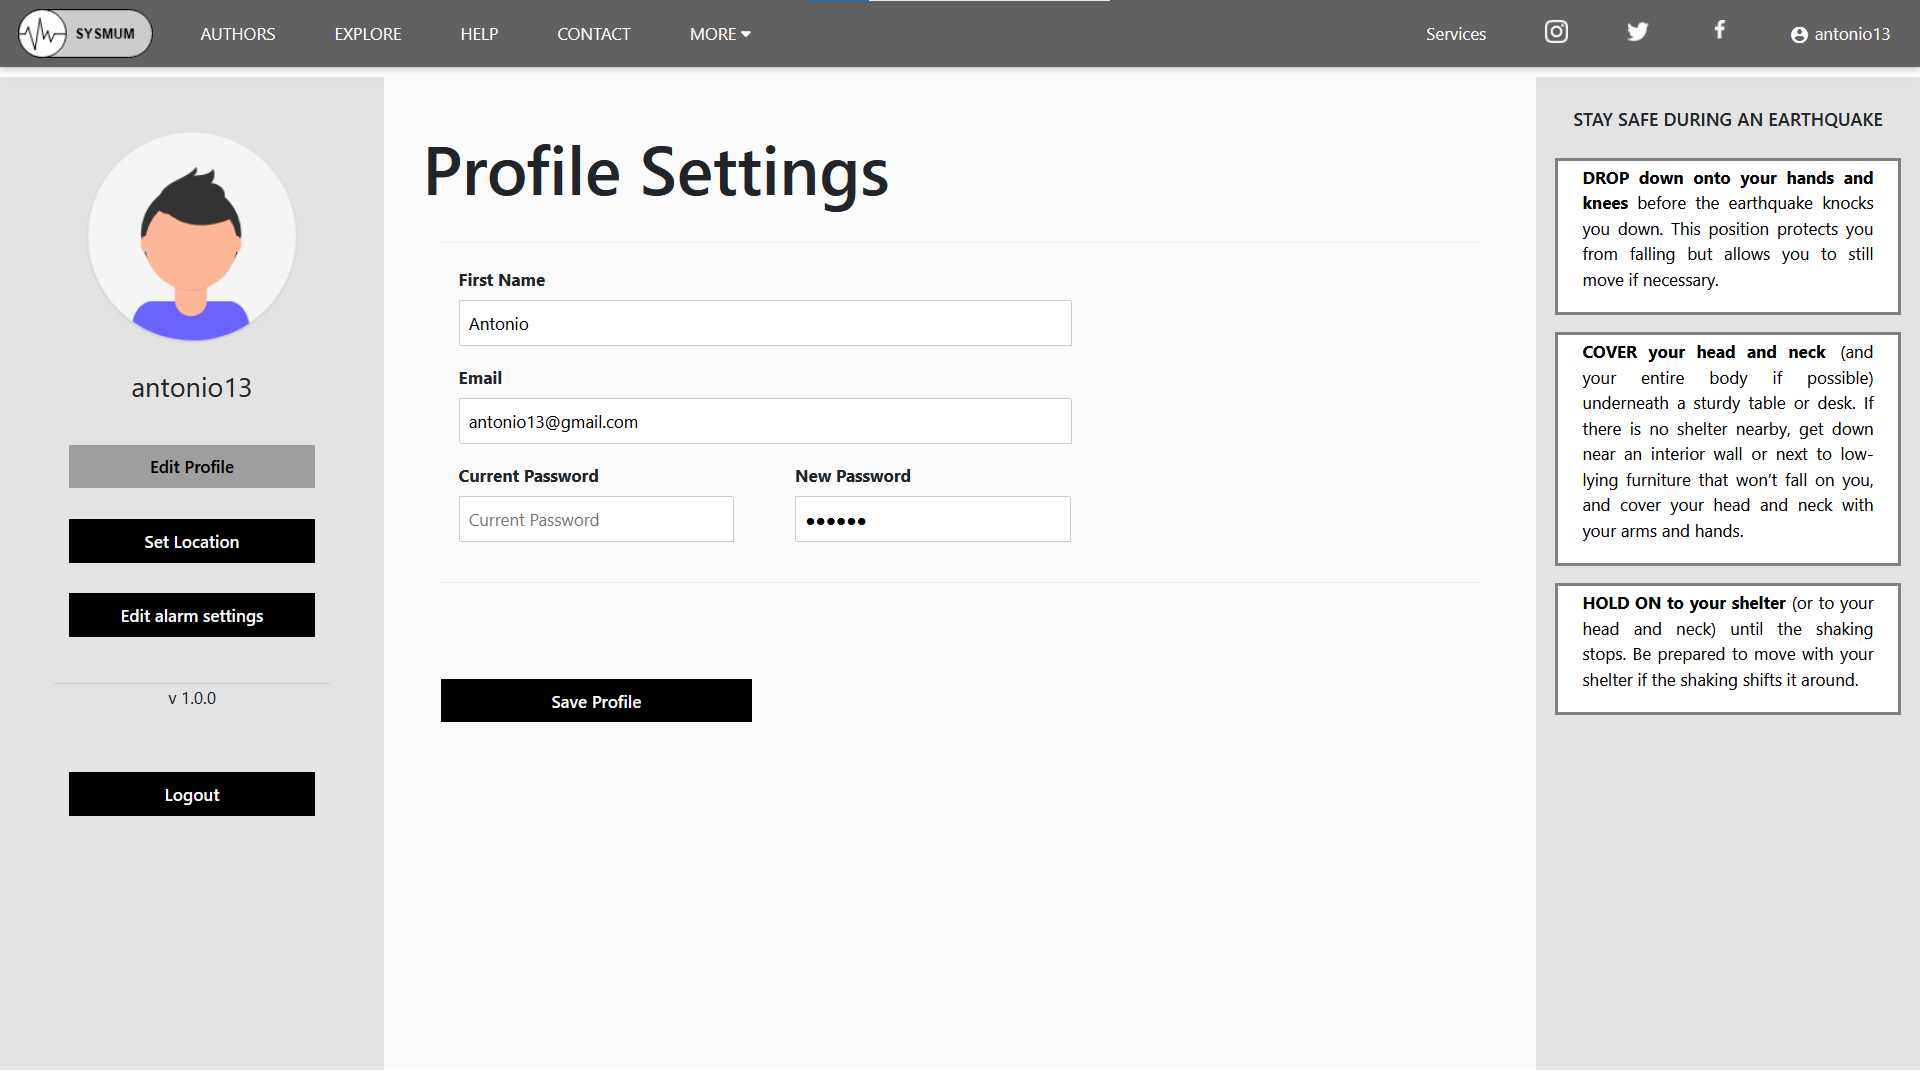 SYSMUM
AUTHORS
EXPLORE
HELP
CONTACT
MORE
Services
antonio13
antonio13
Edit Profile
Set Location
Edit alarm settings
v 1.0.0
Logout
Profile Settings
First Name
Antonio
Email
antonio13@gmail.com
Current Password
New Password
Current Password
••••••
Save Profile
STAY SAFE DURING AN EARTHQUAKE
DROP down onto your hands and
knees before the earthquake knocks
you down. This position protects you
from falling but allows you to still
move if necessary.
COVER your head and neck (and
your entire body if possible)
underneath a sturdy table or desk. If
there is no shelter nearby, get down
near an interior wall or next to low-
lying furniture that won’t fall on you,
and cover your head and neck with
your arms and hands.
HOLD ON to your shelter (or to your
head and neck) until the shaking
stops. Be prepared to move with your
shelter if the shaking shifts it around.